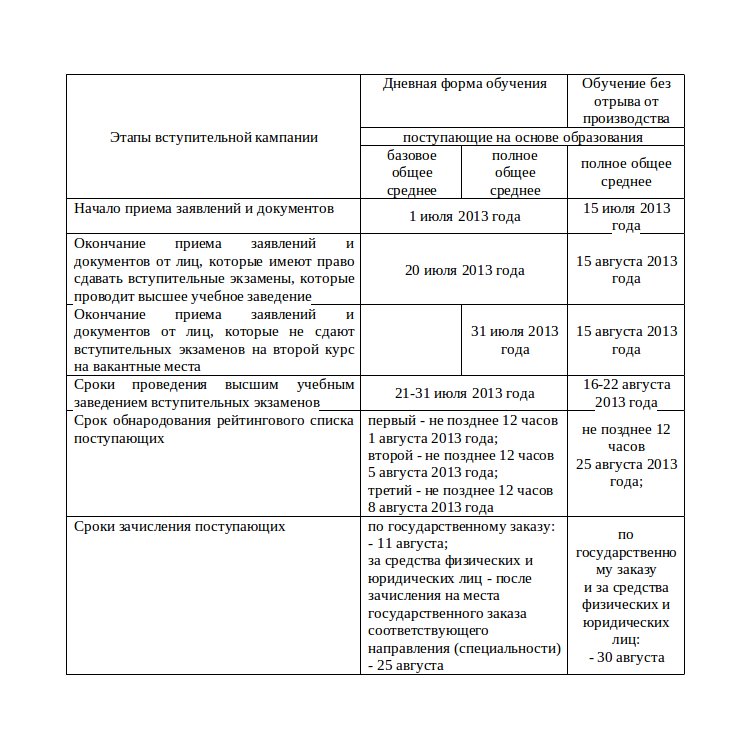 Этапы вступительной кампании
Дневная форма обучения
Обучение без
отрыва от
производства
поступающие на основе образования
базовое
общее
среднее
полное
общее
среднее
полное общее
среднее
Начало приема заявлений и документов
1 июля 2013 года
15 июля 2013
года
Окончание приема заявлений и
документов от лиц, которые имеют право
сдавать вступительные экзамены, которые
проводит высшее учебное заведение
20 июля 2013 года
15 августа 2013
года
Окончание приема заявлений и
документов от лиц, которые не сдают
вступительных экзаменов на второй курс
на вакантные места
31 июля 2013
года
15 августа 2013
года
Сроки проведения высшим учебным
заведением вступительных экзаменов
21-31 июля 2013 года
16-22 августа
2013 года
Срок обнародования рейтингового списка
поступающих
первый - не позднее 12 часов
1 августа 2013 года;
второй - не позднее 12 часов
5 августа 2013 года;
третий - не позднее 12 часов
8 августа 2013 года
не позднее 12
часов
25 августа 2013
года;
Сроки зачисления поступающих
по государственному заказу:
- 11 августа;
за средства физических и
юридических лиц - после
зачисления на места
государственного заказа
соответствующего
направления (специальности)
- 25 августа
по
государственно
му заказу
и за средства
физических и
юридических
лиц:
- 30 августа